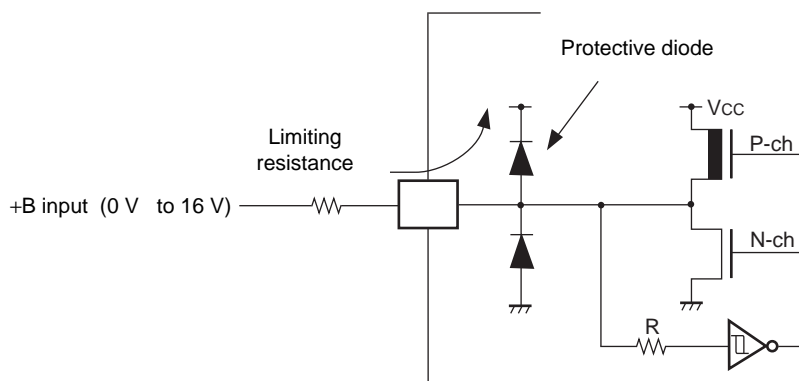 Protective diode
VCC
Limiting
resistance
P-ch
+B input (0 V to 16 V)
N-ch
R